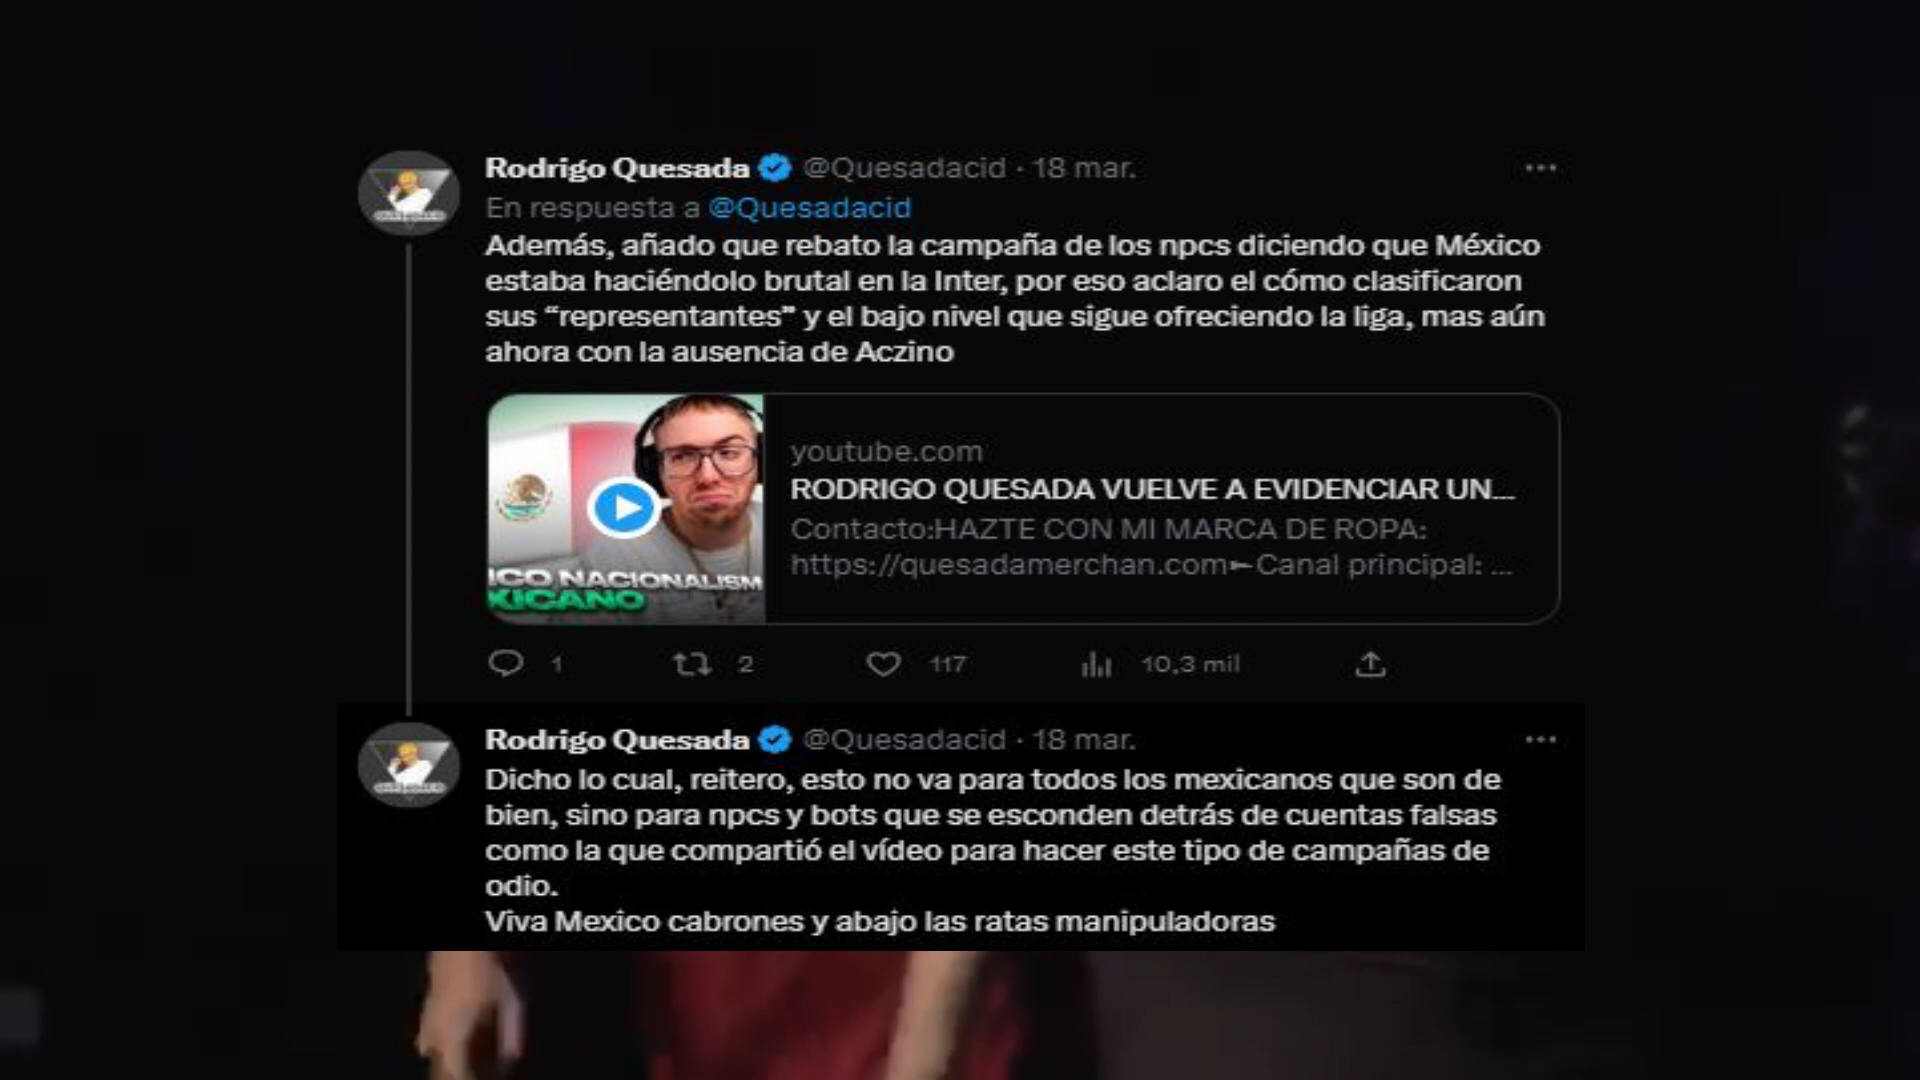 Rodrigo Quesada @Quesadacid · 18 mar.
En respuesta a @Quesadacid
Además, añado que rebato la campaña de los npcs diciendo que México
estaba haciéndolo brutal en la Inter, por eso aclaro el cómo clasificaron
sus “representantes” y el bajo nivel que sigue ofreciendo la liga, mas aún
ahora con la ausencia de Aczino
ICO NACIONALISM
XICANO
youtube.com
RODRIGO QUESADA VUELVE A EVIDENCIAR UN...
Contacto:HAZTE CON MI MARCA DE ROPA:
https://quesadamerchan.com►Canal principal: ...
1 2 117 10,3 mil
Rodrigo Quesada @Quesadacid · 18 mar.
Dicho lo cual, reitero, esto no va para todos los mexicanos que son de
bien, sino para npcs y bots que se esconden detrás de cuentas falsas
como la que compartió el vídeo para hacer este tipo de campañas de
odio.
Viva Mexico cabrones y abajo las ratas manipuladoras